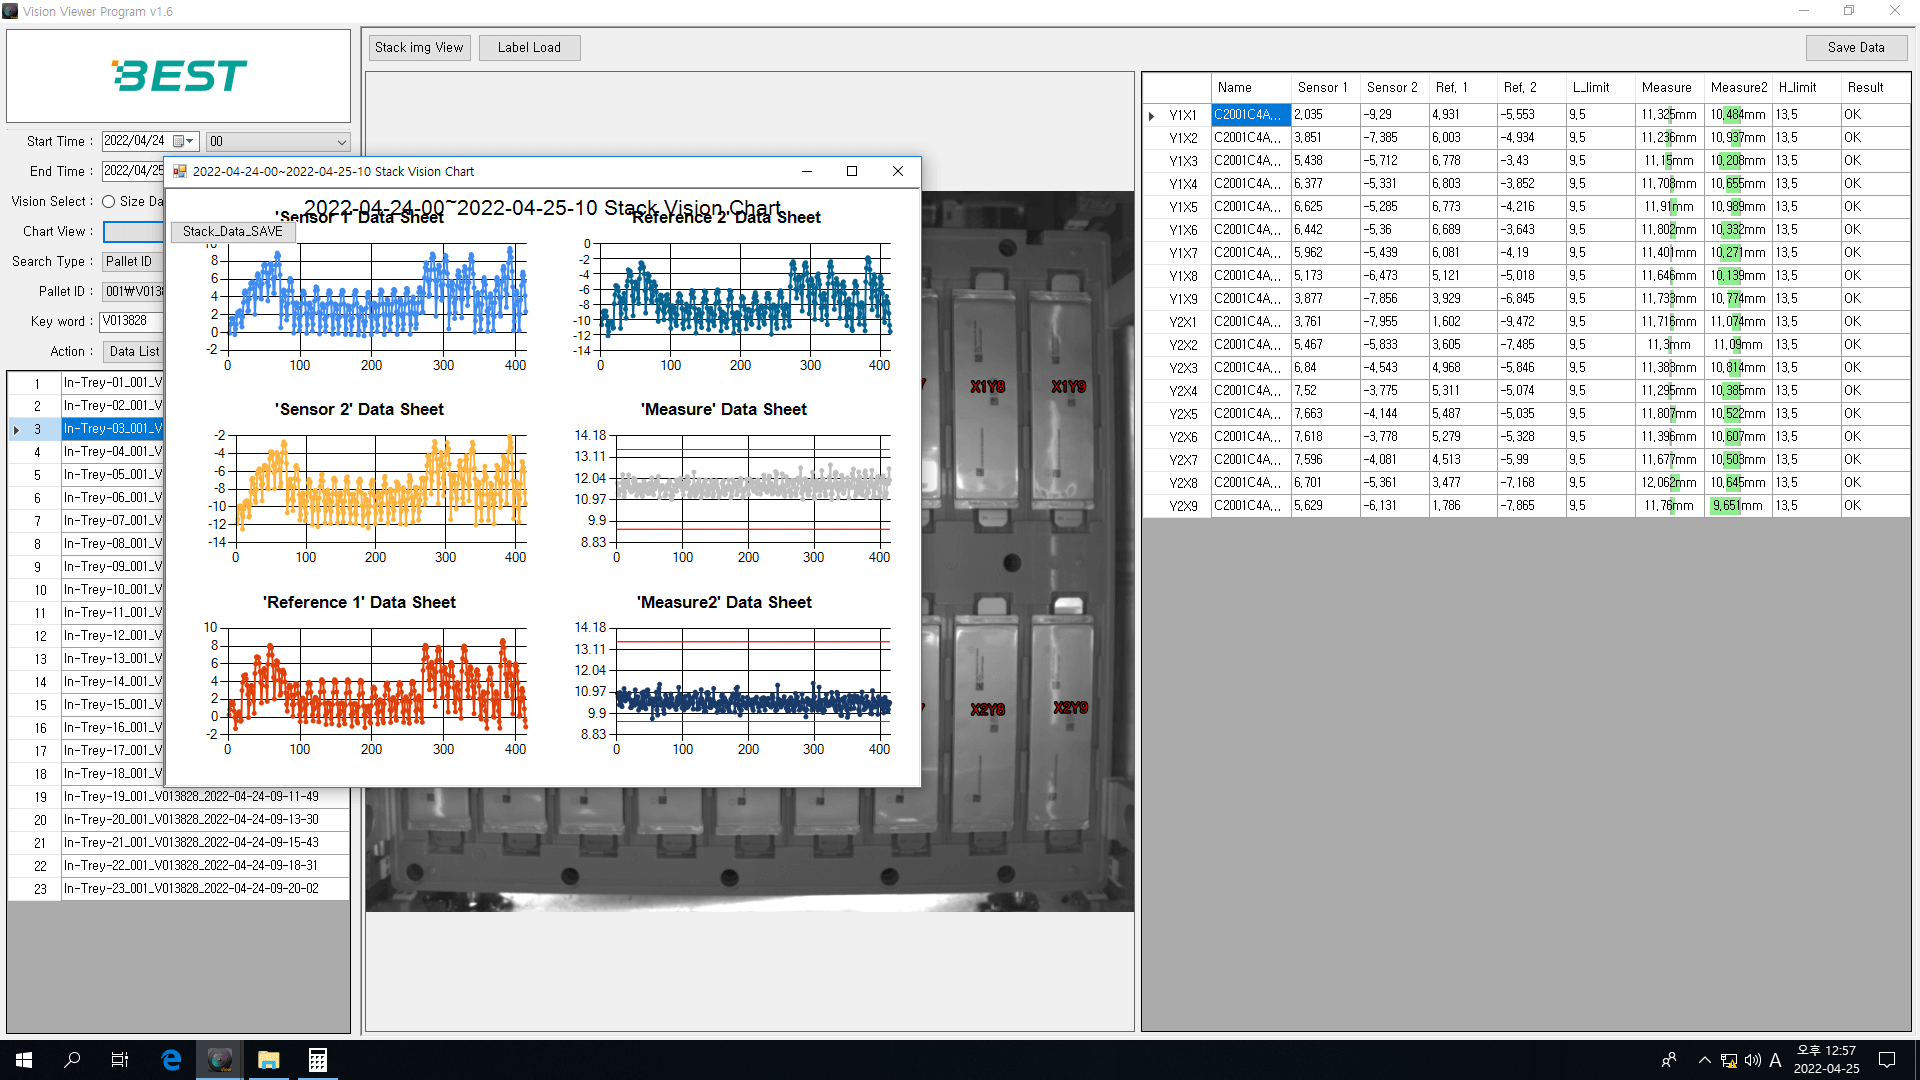 Vision Viewer Program v1.6
BEST
Start Time : 2022/04/24 00
End Time : 2022/04/25
Vision Select : Size Da
Chart View :
Search Type : Pallet ID
Pallet ID : 001₩V0138
Key word : V013828
Action : Data List
1 In-Trey-01_001_V
2 In-Trey-02_001_V
3 In-Trey-03_001_V
4 In-Trey-04_001_V
5 In-Trey-05_001_V
6 In-Trey-06_001_V
7 In-Trey-07_001_V
8 In-Trey-08_001_V
9 In-Trey-09_001_V
10 In-Trey-10_001_V
11 In-Trey-11_001_V
12 In-Trey-12_001_V
13 In-Trey-13_001_V
14 In-Trey-14_001_V
15 In-Trey-15_001_V
16 In-Trey-16_001_V
17 In-Trey-17_001_V
18 In-Trey-18_001_V
19 In-Trey-19_001_V013828_2022-04-24-09-11-49
20 In-Trey-20_001_V013828_2022-04-24-09-13-30
21 In-Trey-21_001_V013828_2022-04-24-09-15-43
22 In-Trey-22_001_V013828_2022-04-24-09-18-31
23 In-Trey-23_001_V013828_2022-04-24-09-20-02
Stack img View Label Load Save Data
2022-04-24-00~2022-04-25-10 Stack Vision Chart
2022-04-24-00~2022-04-25-10 Stack Vision Chart
Stack_Data_SAVE
'Sensor 1' Data Sheet
10
8
6
4
2
0
-2
0 100 200 300 400
'Reference 2' Data Sheet
0
-2
-4
-6
-8
-10
-12
-14
0 100 200 300 400
'Sensor 2' Data Sheet
-2
-4
-6
-8
-10
-12
-14
0 100 200 300 400
'Measure' Data Sheet
14.18
13.11
12.04
10.97
9.9
8.83
0 100 200 300 400
'Reference 1' Data Sheet
10
8
6
4
2
0
-2
0 100 200 300 400
'Measure2' Data Sheet
14.18
13.11
12.04
10.97
9.9
8.83
0 100 200 300 400
X1Y8 X1Y9
X2Y8 X2Y9
Name Sensor 1 Sensor 2 Ref. 1 Ref. 2 L_limit Measure Measure2 H_limit Result
Y1X1 C2001C4A... 2.035 -9.29 4.931 -5.553 9.5 11.325mm 10.484mm 13.5 OK
Y1X2 C2001C4A... 3.851 -7.385 6.003 -4.934 9.5 11.236mm 10.937mm 13.5 OK
Y1X3 C2001C4A... 5.438 -5.712 6.778 -3.43 9.5 11.15mm 10.208mm 13.5 OK
Y1X4 C2001C4A... 6.377 -5.331 6.803 -3.852 9.5 11.708mm 10.655mm 13.5 OK
Y1X5 C2001C4A... 6.625 -5.285 6.773 -4.216 9.5 11.91mm 10.989mm 13.5 OK
Y1X6 C2001C4A... 6.442 -5.36 6.689 -3.643 9.5 11.802mm 10.332mm 13.5 OK
Y1X7 C2001C4A... 5.962 -5.439 6.081 -4.19 9.5 11.401mm 10.271mm 13.5 OK
Y1X8 C2001C4A... 5.173 -6.473 5.121 -5.018 9.5 11.646mm 10.139mm 13.5 OK
Y1X9 C2001C4A... 3.877 -7.856 3.929 -6.845 9.5 11.733mm 10.774mm 13.5 OK
Y2X1 C2001C4A... 3.761 -7.955 1.602 -9.472 9.5 11.716mm 11.074mm 13.5 OK
Y2X2 C2001C4A... 5.467 -5.833 3.605 -7.485 9.5 11.3mm 11.09mm 13.5 OK
Y2X3 C2001C4A... 6.84 -4.543 4.968 -5.846 9.5 11.383mm 10.814mm 13.5 OK
Y2X4 C2001C4A... 7.52 -3.775 5.311 -5.074 9.5 11.295mm 10.385mm 13.5 OK
Y2X5 C2001C4A... 7.663 -4.144 5.487 -5.035 9.5 11.807mm 10.522mm 13.5 OK
Y2X6 C2001C4A... 7.618 -3.778 5.279 -5.328 9.5 11.396mm 10.607mm 13.5 OK
Y2X7 C2001C4A... 7.596 -4.081 4.513 -5.99 9.5 11.677mm 10.503mm 13.5 OK
Y2X8 C2001C4A... 6.701 -5.361 3.477 -7.168 9.5 12.062mm 10.645mm 13.5 OK
Y2X9 C2001C4A... 5.629 -6.131 1.786 -7.865 9.5 11.76mm 9.651mm 13.5 OK
A
오후 12:57
2022-04-25